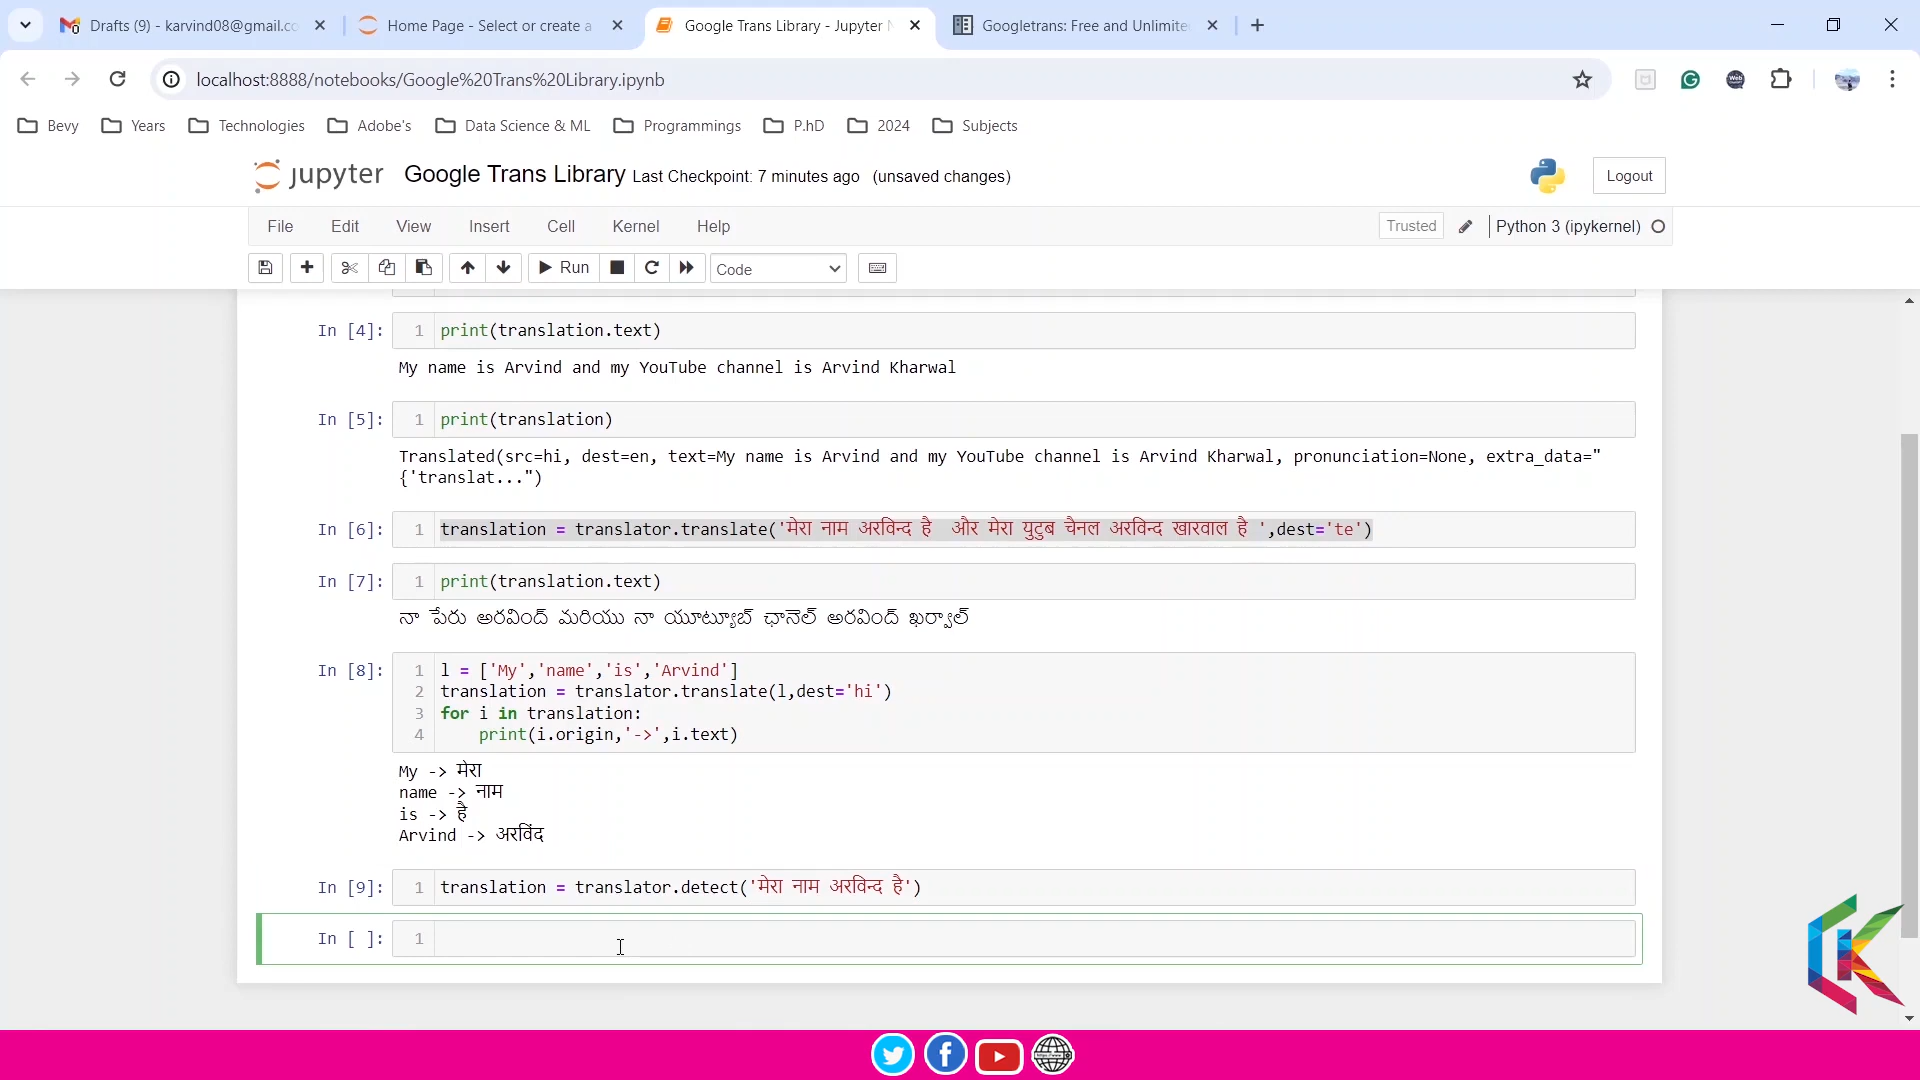 Drafts (9) - karvind08@gmail.co
Home Page - Select or create a
Google Trans Library - Jupyter N
Googletrans: Free and Unlimite
localhost:8888/notebooks/Google%20Trans%20Library.ipynb
Bevy Years Technologies Adobe's Data Science & ML Programmings P.hD 2024 Subjects
jupyter Google Trans Library Last Checkpoint: 7 minutes ago (unsaved changes)
Logout
File Edit View Insert Cell Kernel Help
Trusted Python 3 (ipykernel)
Run Code
In [4]: 1 print(translation.text)
My name is Arvind and my YouTube channel is Arvind Kharwal
In [5]: 1 print(translation)
Translated(src=hi, dest=en, text=My name is Arvind and my YouTube channel is Arvind Kharwal, pronunciation=None, extra_data="
{'translat...")
In [6]: 1 translation = translator.translate('मेरा नाम अरविन्द है  और मेरा युटुब चैनल अरविन्द खारवाल है ',dest='te')
In [7]: 1 print(translation.text)
నా పేరు అరవింద్ మరియు నా యూట్యూబ్ ఛానెల్ అరవింద్ ఖర్వాల్
In [8]: 1 l = ['My','name','is','Arvind']
2 translation = translator.translate(l,dest='hi')
3 for i in translation:
4     print(i.origin,'->',i.text)
My -> मेरा
name -> नाम
is -> है
Arvind -> अरविंद
In [9]: 1 translation = translator.detect('मेरा नाम अरविन्द है')
In [ ]: 1